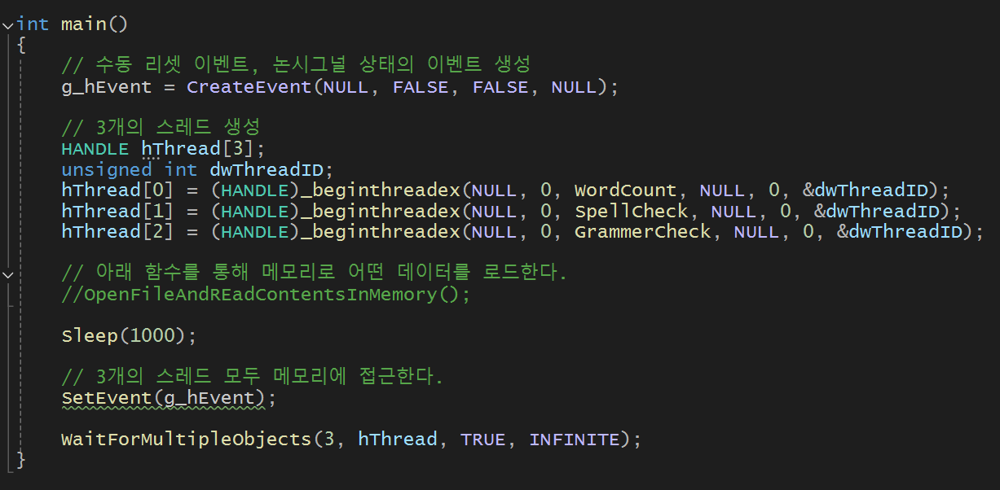 int main()
{
// 수동 리셋 이벤트, 논시그널 상태의 이벤트 생성
g_hEvent = CreateEvent(NULL, FALSE, FALSE, NULL);
// 3개의 스레드 생성
HANDLE hThread[3];
unsigned int dwThreadID;
hThread[0] = (HANDLE)_beginthreadex(NULL, 0, WordCount, NULL, 0, &dwThreadID);
hThread[1] = (HANDLE)_beginthreadex(NULL, 0, SpellCheck, NULL, 0, &dwThreadID);
hThread[2] = (HANDLE)_beginthreadex(NULL, 0, GrammerCheck, NULL, 0, &dwThreadID);
// 아래 함수를 통해 메모리로 어떤 데이터를 로드한다.
//OpenFileAndREadContentsInMemory();
Sleep(1000);
// 3개의 스레드 모두 메모리에 접근한다.
SetEvent(g_hEvent);
WaitForMultipleObjects(3, hThread, TRUE, INFINITE);
}